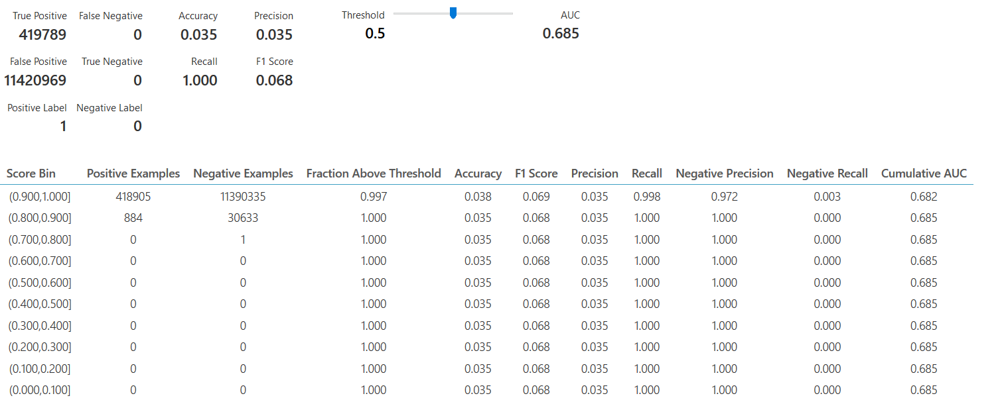 True Positive False Negative Accuracy Precision Threshold AUC
419789 0 0.035 0.035 0.5 0.685
False Positive True Negative Recall F1 Score
11420969 0 1.000 0.068
Positive Label Negative Label
1 0
Score Bin Positive Examples Negative Examples Fraction Above Threshold Accuracy F1 Score Precision Recall Negative Precision Negative Recall Cumulative AUC
(0.900,1.000] 418905 11390335 0.997 0.038 0.069 0.035 0.998 0.972 0.003 0.682
(0.800,0.900] 884 30633 1.000 0.035 0.068 0.035 1.000 1.000 0.000 0.685
(0.700,0.800] 0 1 1.000 0.035 0.068 0.035 1.000 1.000 0.000 0.685
(0.600,0.700] 0 0 1.000 0.035 0.068 0.035 1.000 1.000 0.000 0.685
(0.500,0.600] 0 0 1.000 0.035 0.068 0.035 1.000 1.000 0.000 0.685
(0.400,0.500] 0 0 1.000 0.035 0.068 0.035 1.000 1.000 0.000 0.685
(0.300,0.400] 0 0 1.000 0.035 0.068 0.035 1.000 1.000 0.000 0.685
(0.200,0.300] 0 0 1.000 0.035 0.068 0.035 1.000 1.000 0.000 0.685
(0.100,0.200] 0 0 1.000 0.035 0.068 0.035 1.000 1.000 0.000 0.685
(0.000,0.100] 0 0 1.000 0.035 0.068 0.035 1.000 1.000 0.000 0.685